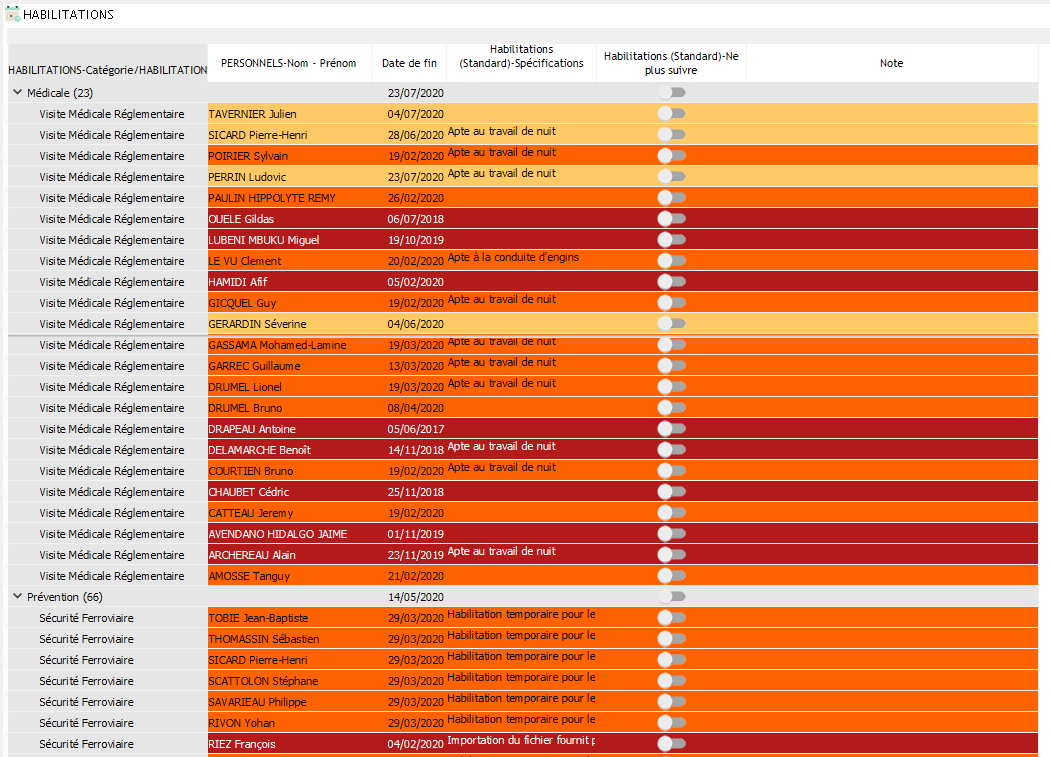 HABILITATIONS
HABILITATIONS-Catégorie/HABILITATION PERSONNELS-Nom - Prénom Date de fin Habilitations (Standard)-Spécifications Habilitations (Standard)-Ne plus suivre Note
Médicale (23) 23/07/2020
Visite Médicale Réglementaire TAVERNIER Julien 04/07/2020
Visite Médicale Réglementaire SICARD Pierre-Henri 28/06/2020 Apte au travail de nuit
Visite Médicale Réglementaire POIRIER Sylvain 19/02/2020 Apte au travail de nuit
Visite Médicale Réglementaire PERRIN Ludovic 23/07/2020 Apte au travail de nuit
Visite Médicale Réglementaire PAULIN HIPPOLYTE REMY 26/02/2020
Visite Médicale Réglementaire OUELE Gildas 06/07/2018
Visite Médicale Réglementaire LUBENI MBUKU Miguel 19/10/2019
Visite Médicale Réglementaire LE VU Clement 20/02/2020 Apte à la conduite d'engins
Visite Médicale Réglementaire HAMIDI Afif 05/02/2020
Visite Médicale Réglementaire GICQUEL Guy 19/02/2020 Apte au travail de nuit
Visite Médicale Réglementaire GERARDIN Séverine 04/06/2020
Visite Médicale Réglementaire GASSAMA Mohamed-Lamine 19/03/2020 Apte au travail de nuit
Visite Médicale Réglementaire GARREC Guillaume 13/03/2020 Apte au travail de nuit
Visite Médicale Réglementaire DRUMEL Lionel 19/03/2020 Apte au travail de nuit
Visite Médicale Réglementaire DRUMEL Bruno 08/04/2020
Visite Médicale Réglementaire DRAPEAU Antoine 05/06/2017
Visite Médicale Réglementaire DELAMARCHE Benoît 14/11/2018 Apte au travail de nuit
Visite Médicale Réglementaire COURTIEN Bruno 19/02/2020 Apte au travail de nuit
Visite Médicale Réglementaire CHAUBET Cédric 25/11/2018
Visite Médicale Réglementaire CATTEAU Jeremy 19/02/2020
Visite Médicale Réglementaire AVENDANO HIDALGO JAIME 01/11/2019
Visite Médicale Réglementaire ARCHEREAU Alain 23/11/2019 Apte au travail de nuit
Visite Médicale Réglementaire AMOSSE Tanguy 21/02/2020
Prévention (66) 14/05/2020
Sécurité Ferroviaire TOBIE Jean-Baptiste 29/03/2020 Habilitation temporaire pour le
Sécurité Ferroviaire THOMASSIN Sébastien 29/03/2020 Habilitation temporaire pour le
Sécurité Ferroviaire SICARD Pierre-Henri 29/03/2020 Habilitation temporaire pour le
Sécurité Ferroviaire SCATTOLON Stéphane 29/03/2020 Habilitation temporaire pour le
Sécurité Ferroviaire SAVARIEAU Philippe 29/03/2020 Habilitation temporaire pour le
Sécurité Ferroviaire RIVON Yohan 29/03/2020 Habilitation temporaire pour le
Sécurité Ferroviaire RIEZ François 04/02/2020 Importation du fichier fournit p